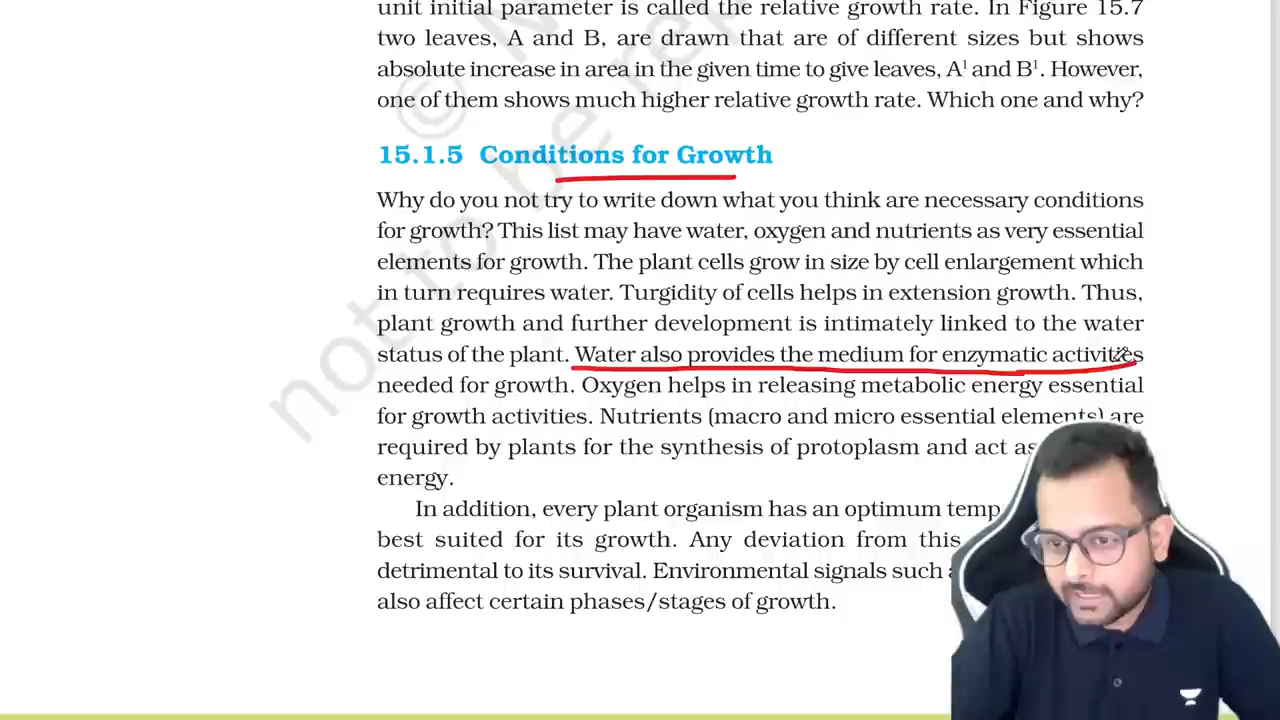 unit initial parameter is called the relative growth rate. In Figure 15.7
two leaves, A and B, are drawn that are of different sizes but shows
absolute increase in area in the given time to give leaves, A¹ and B¹. However,
one of them shows much higher relative growth rate. Which one and why?
15.1.5 Conditions for Growth
Why do you not try to write down what you think are necessary conditions
for growth? This list may have water, oxygen and nutrients as very essential
elements for growth. The plant cells grow in size by cell enlargement which
in turn requires water. Turgidity of cells helps in extension growth. Thus,
plant growth and further development is intimately linked to the water
status of the plant. Water also provides the medium for enzymatic activities
needed for growth. Oxygen helps in releasing metabolic energy essential
for growth activities. Nutrients (macro and micro essential elements) are
required by plants for the synthesis of protoplasm and act as
energy.
In addition, every plant organism has an optimum temp
best suited for its growth. Any deviation from this
detrimental to its survival. Environmental signals such
also affect certain phases/stages of growth.
© N
not to be rep